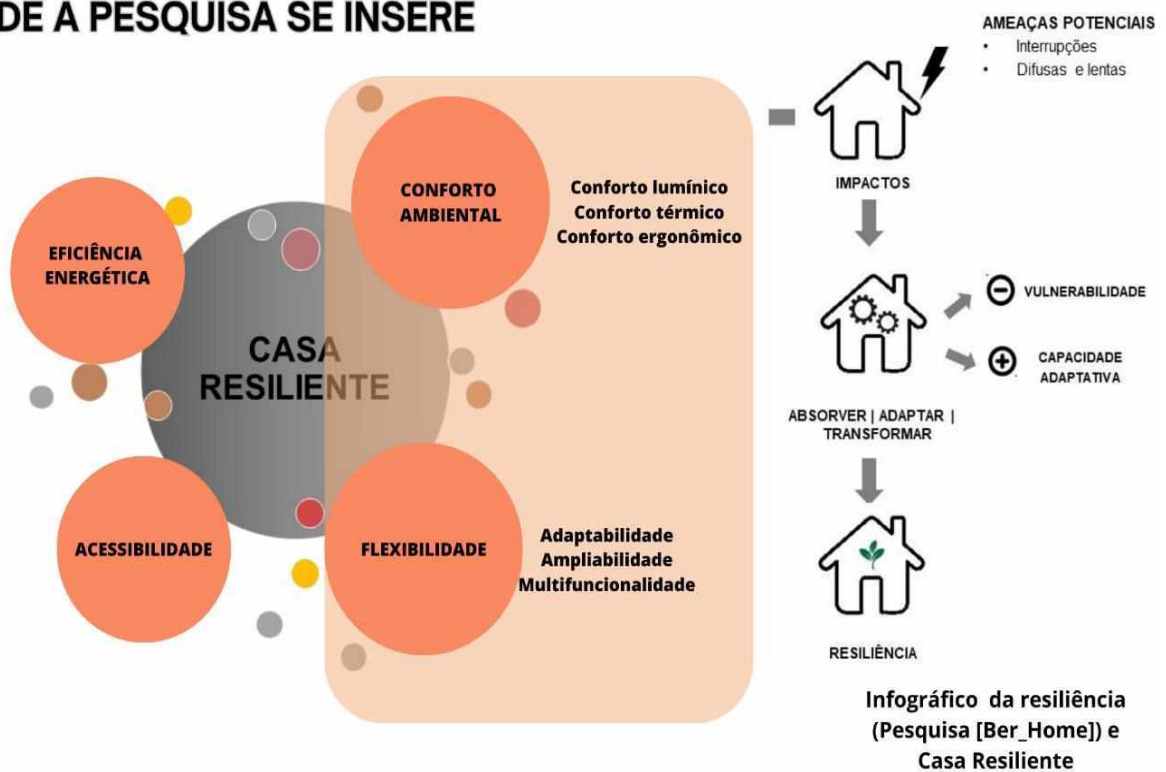 DE A PESQUISA SE INSERE
EFICIÊNCIA
ENERGÉTICA
CONFORTO
AMBIENTAL
Conforto lumínico
Conforto térmico
Conforto ergonômico
CASA
RESILIENTE
ACESSIBILIDADE
FLEXIBILIDADE
Adaptabilidade
Ampliabilidade
Multifuncionalidade
AMEAÇAS POTENCIAIS
• Interrupções
• Difusas e lentas
IMPACTOS
VULNERABILIDADE
CAPACIDADE
ADAPTATIVA
ABSORVER | ADAPTAR |
TRANSFORMAR
RESILIÊNCIA
Infográfico da resiliência
(Pesquisa [Ber_Home]) e
Casa Resiliente